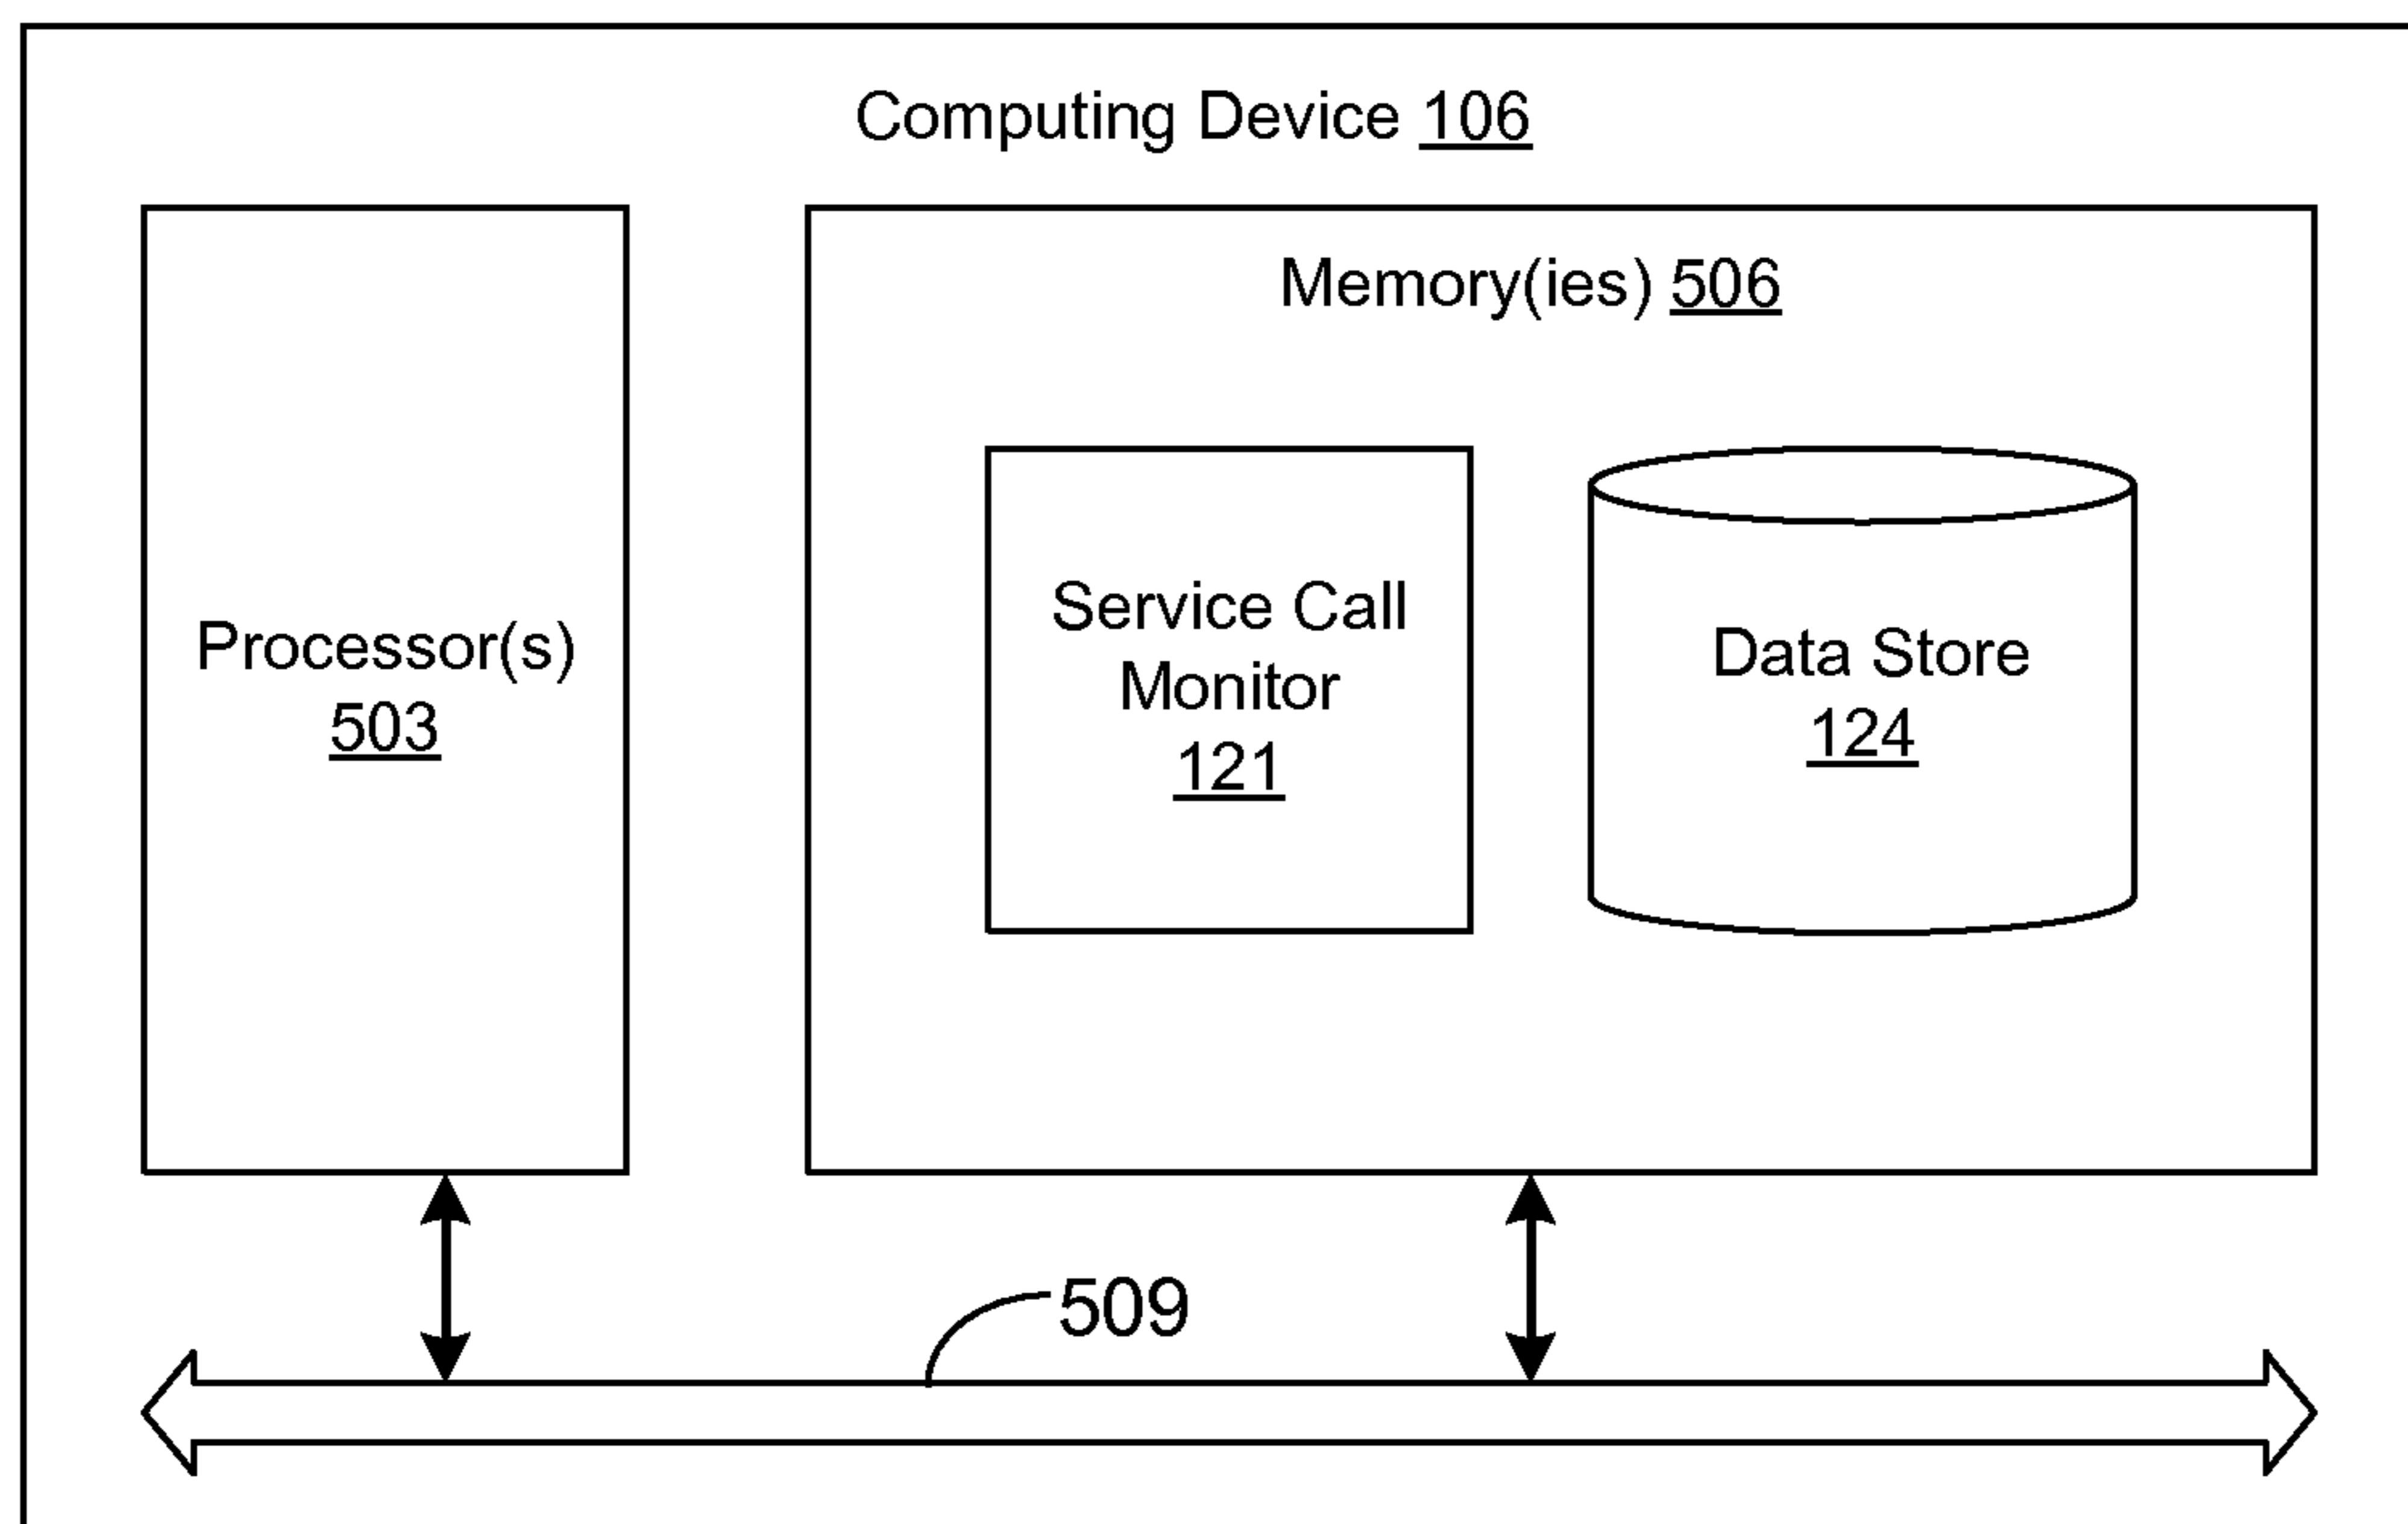 Computing Device 106
Memory(ies) 506
Processor(s)
503
Service Call
Monitor
121
Data Store
124
509